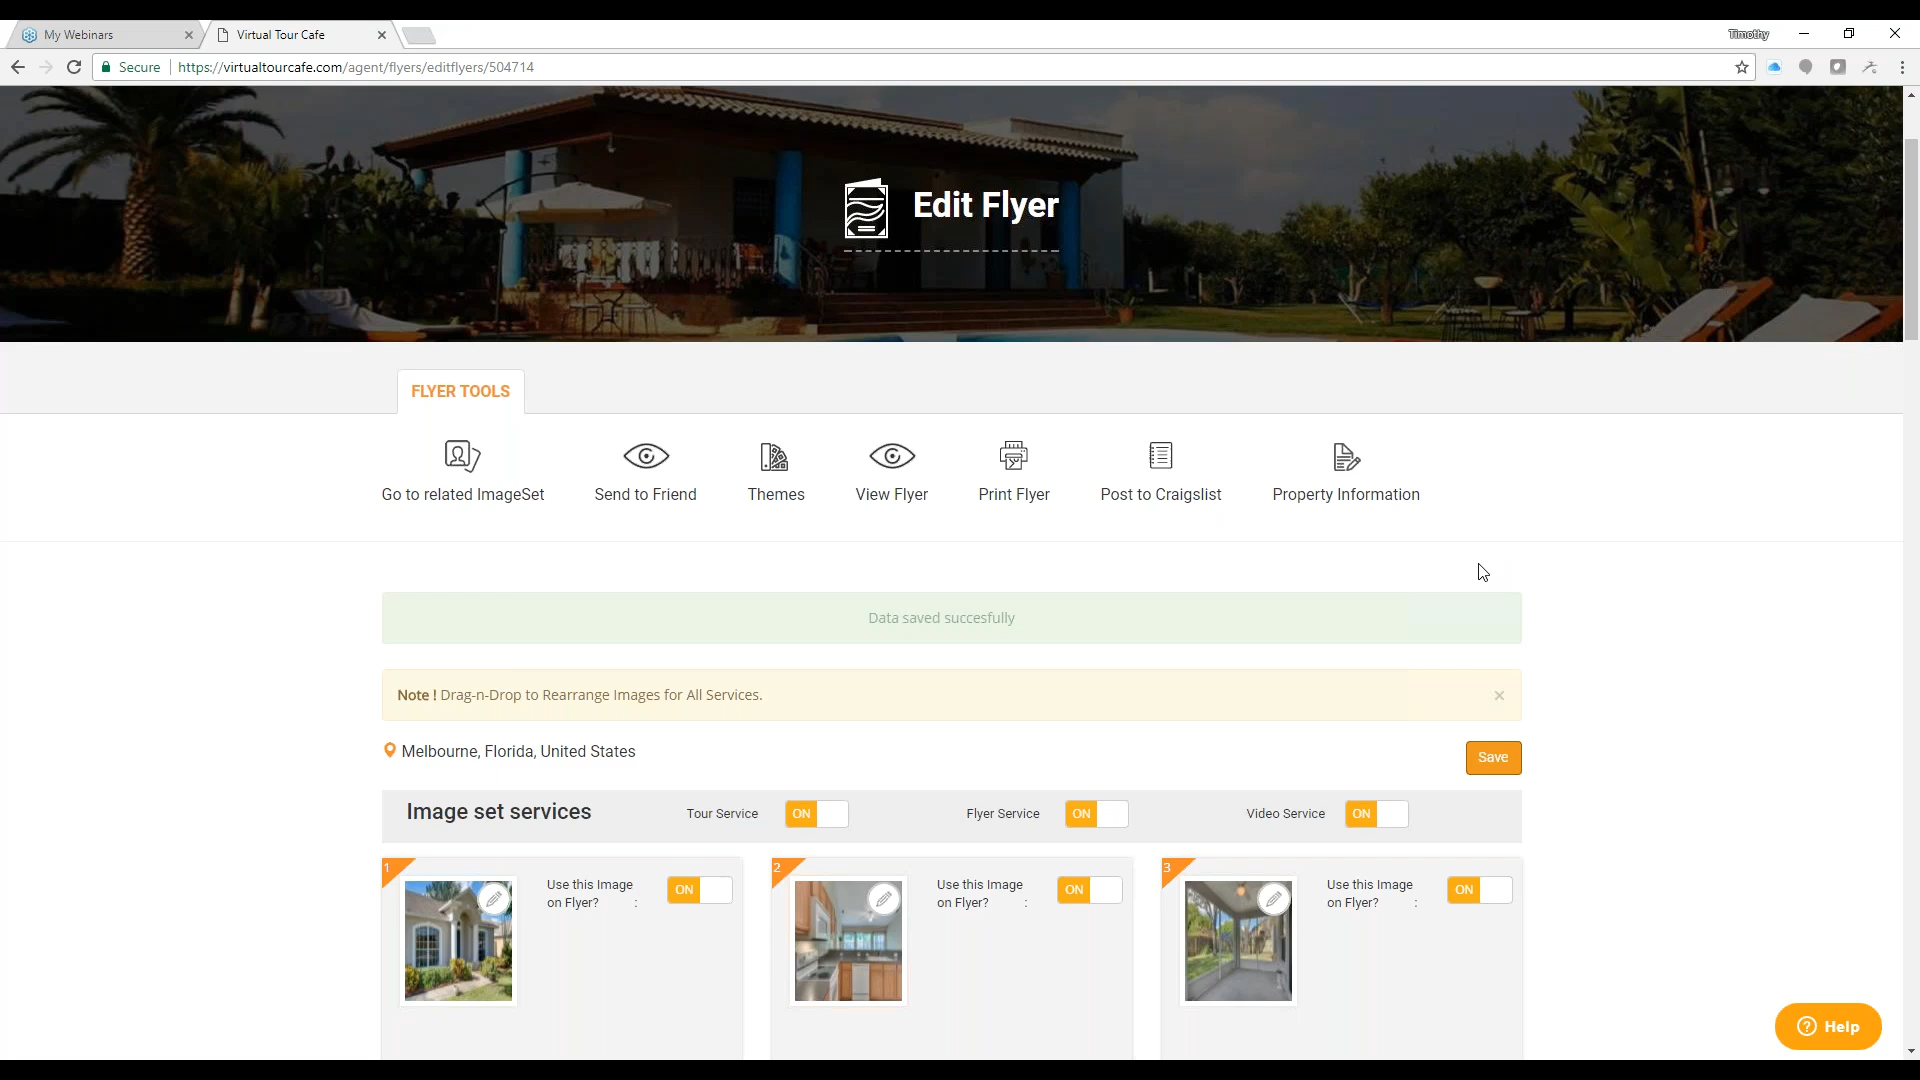 My Webinars
Virtual Tour Cafe
Timothy
Secure
https://virtualtourcafe.com/agent/flyers/editflyers/504714
Edit Flyer
FLYER TOOLS
Go to related ImageSet
Send to Friend
Themes
View Flyer
Print Flyer
Post to Craigslist
Property Information
Data saved succesfully
Note ! Drag-n-Drop to Rearrange Images for All Services.
Melbourne, Florida, United States
Save
Image set services
Tour Service
ON
Flyer Service
ON
Video Service
ON
1
Use this Image
on Flyer? :
ON
2
Use this Image
on Flyer? :
ON
3
Use this Image
on Flyer? :
ON
Help